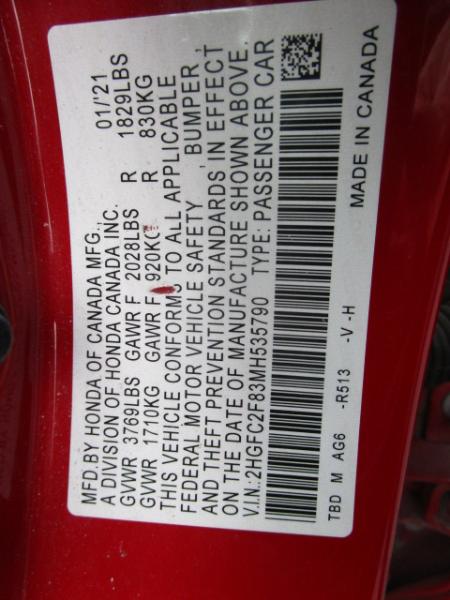 MFD.BY HONDA OF CANADA MFG., 01/'21
A DIVISION OF HONDA CANADA INC.
GVWR 3769LBS GAWR F 2028LBS R 1829LBS
GVWR 1710KG GAWR F 920KG R 830KG
THIS VEHICLE CONFORMS TO ALL APPLICABLE
FEDERAL MOTOR VEHICLE SAFETY , BUMPER ,
AND THEFT PREVENTION STANDARDS IN EFFECT
ON THE DATE OF MANUFACTURE SHOWN ABOVE.
V.I.N.:2HGFC2F83MH535790 TYPE: PASSENGER CAR
TBD M AG6 -R513 -V -H MADE IN CANADA